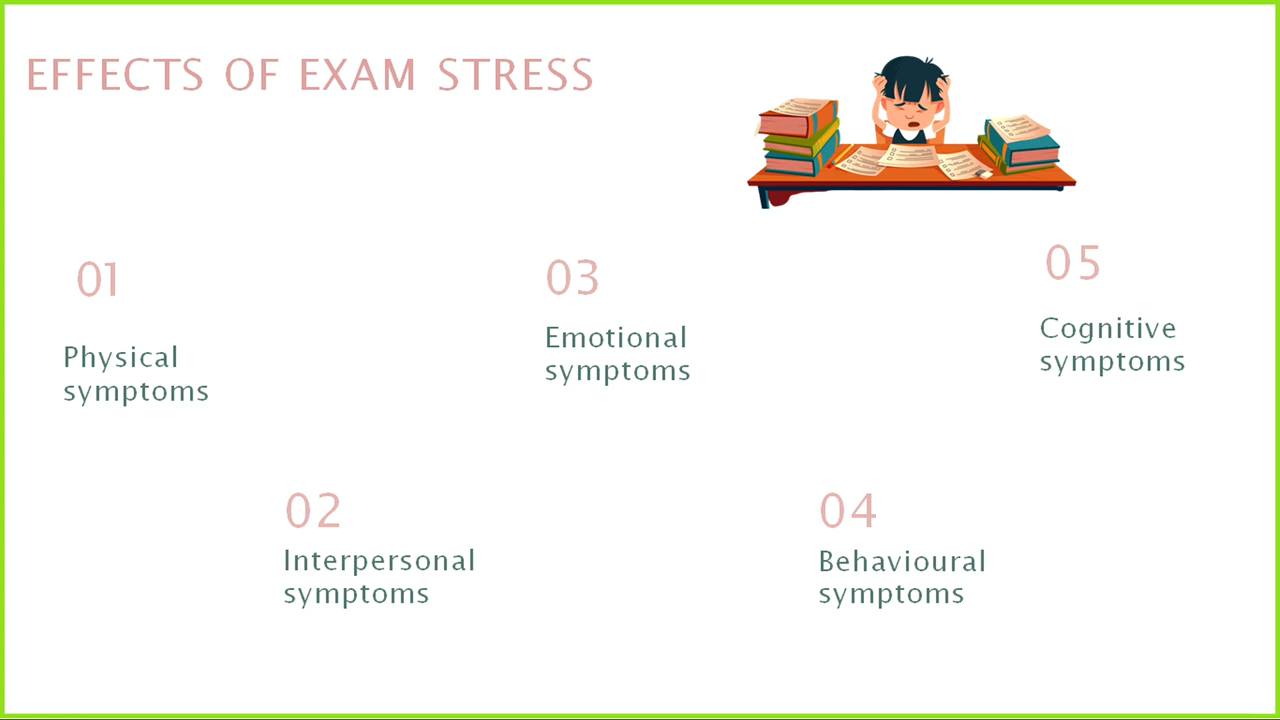 EFFECTS OF EXAM STRESS
01
Physical
symptoms
02
Interpersonal
symptoms
03
Emotional
symptoms
04
Behavioural
symptoms
05
Cognitive
symptoms